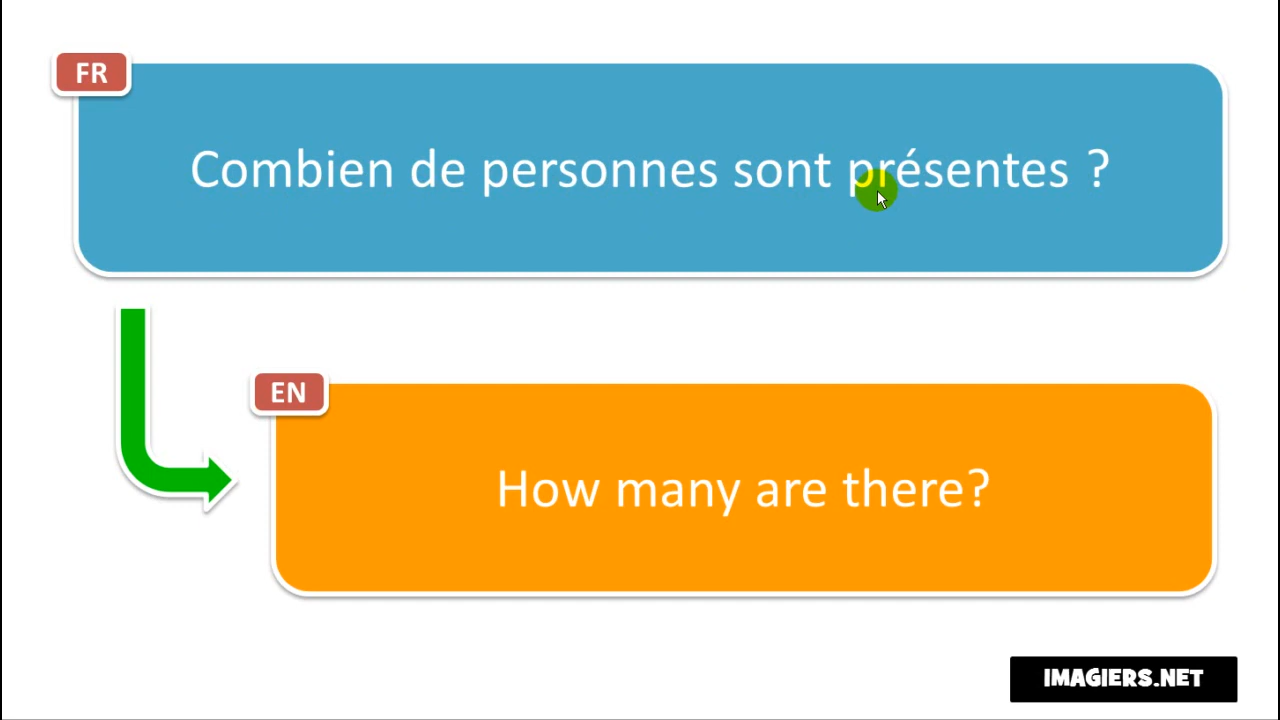 FR
Combien de personnes sont présentes ?
EN
How many are there?
IMAGIERS.NET